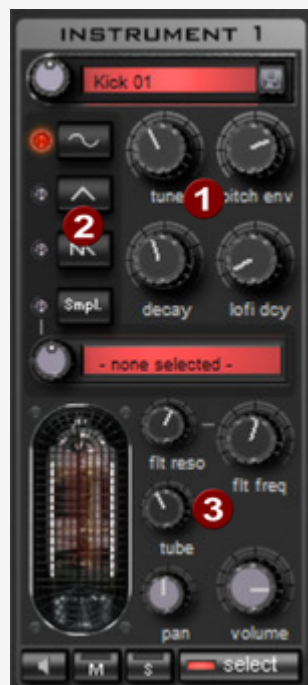 INSTRUMENT 1
Kick 01
tune 1 pitch env
2
Smpl.
decay lofi dcy
- none selected -
flt reso flt freq
3
tube
pan volume
M S select